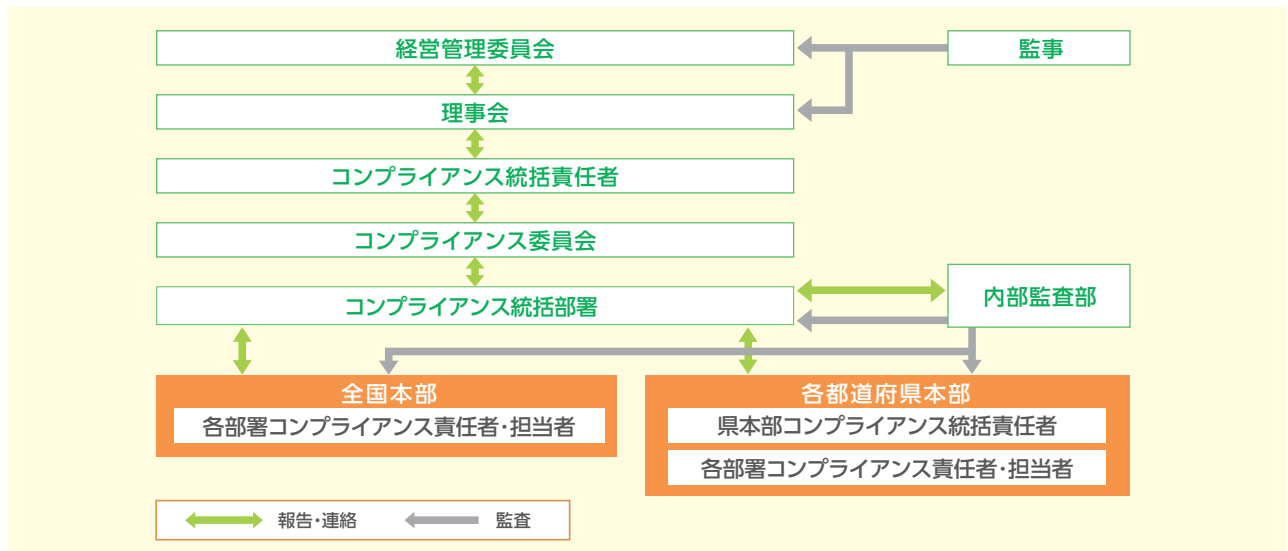 経営管理委員会
監事
理事会
コンプライアンス統括責任者
コンプライアンス委員会
コンプライアンス統括部署
内部監査部
全国本部
各部署コンプライアンス責任者・担当者
各都道府県本部
県本部コンプライアンス統括責任者
各部署コンプライアンス責任者・担当者
報告・連絡
監査